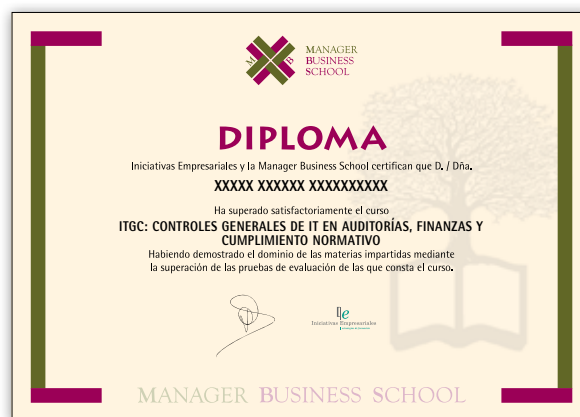 MANAGER
BUSINESS
SCHOOL
M B
DIPLOMA
Iniciativas Empresariales y la Manager Business School certifican que D. / Dña.
XXXXX XXXXXX XXXXXXXXXX
Ha superado satisfactoriamente el curso
ITGC: CONTROLES GENERALES DE IT EN AUDITORÍAS, FINANZAS Y
CUMPLIMIENTO NORMATIVO
Habiendo demostrado el dominio de las materias impartidas mediante
la superación de las pruebas de evaluación de las que consta el curso.
Iniciativas Empresariales
MANAGER BUSINESS SCHOOL